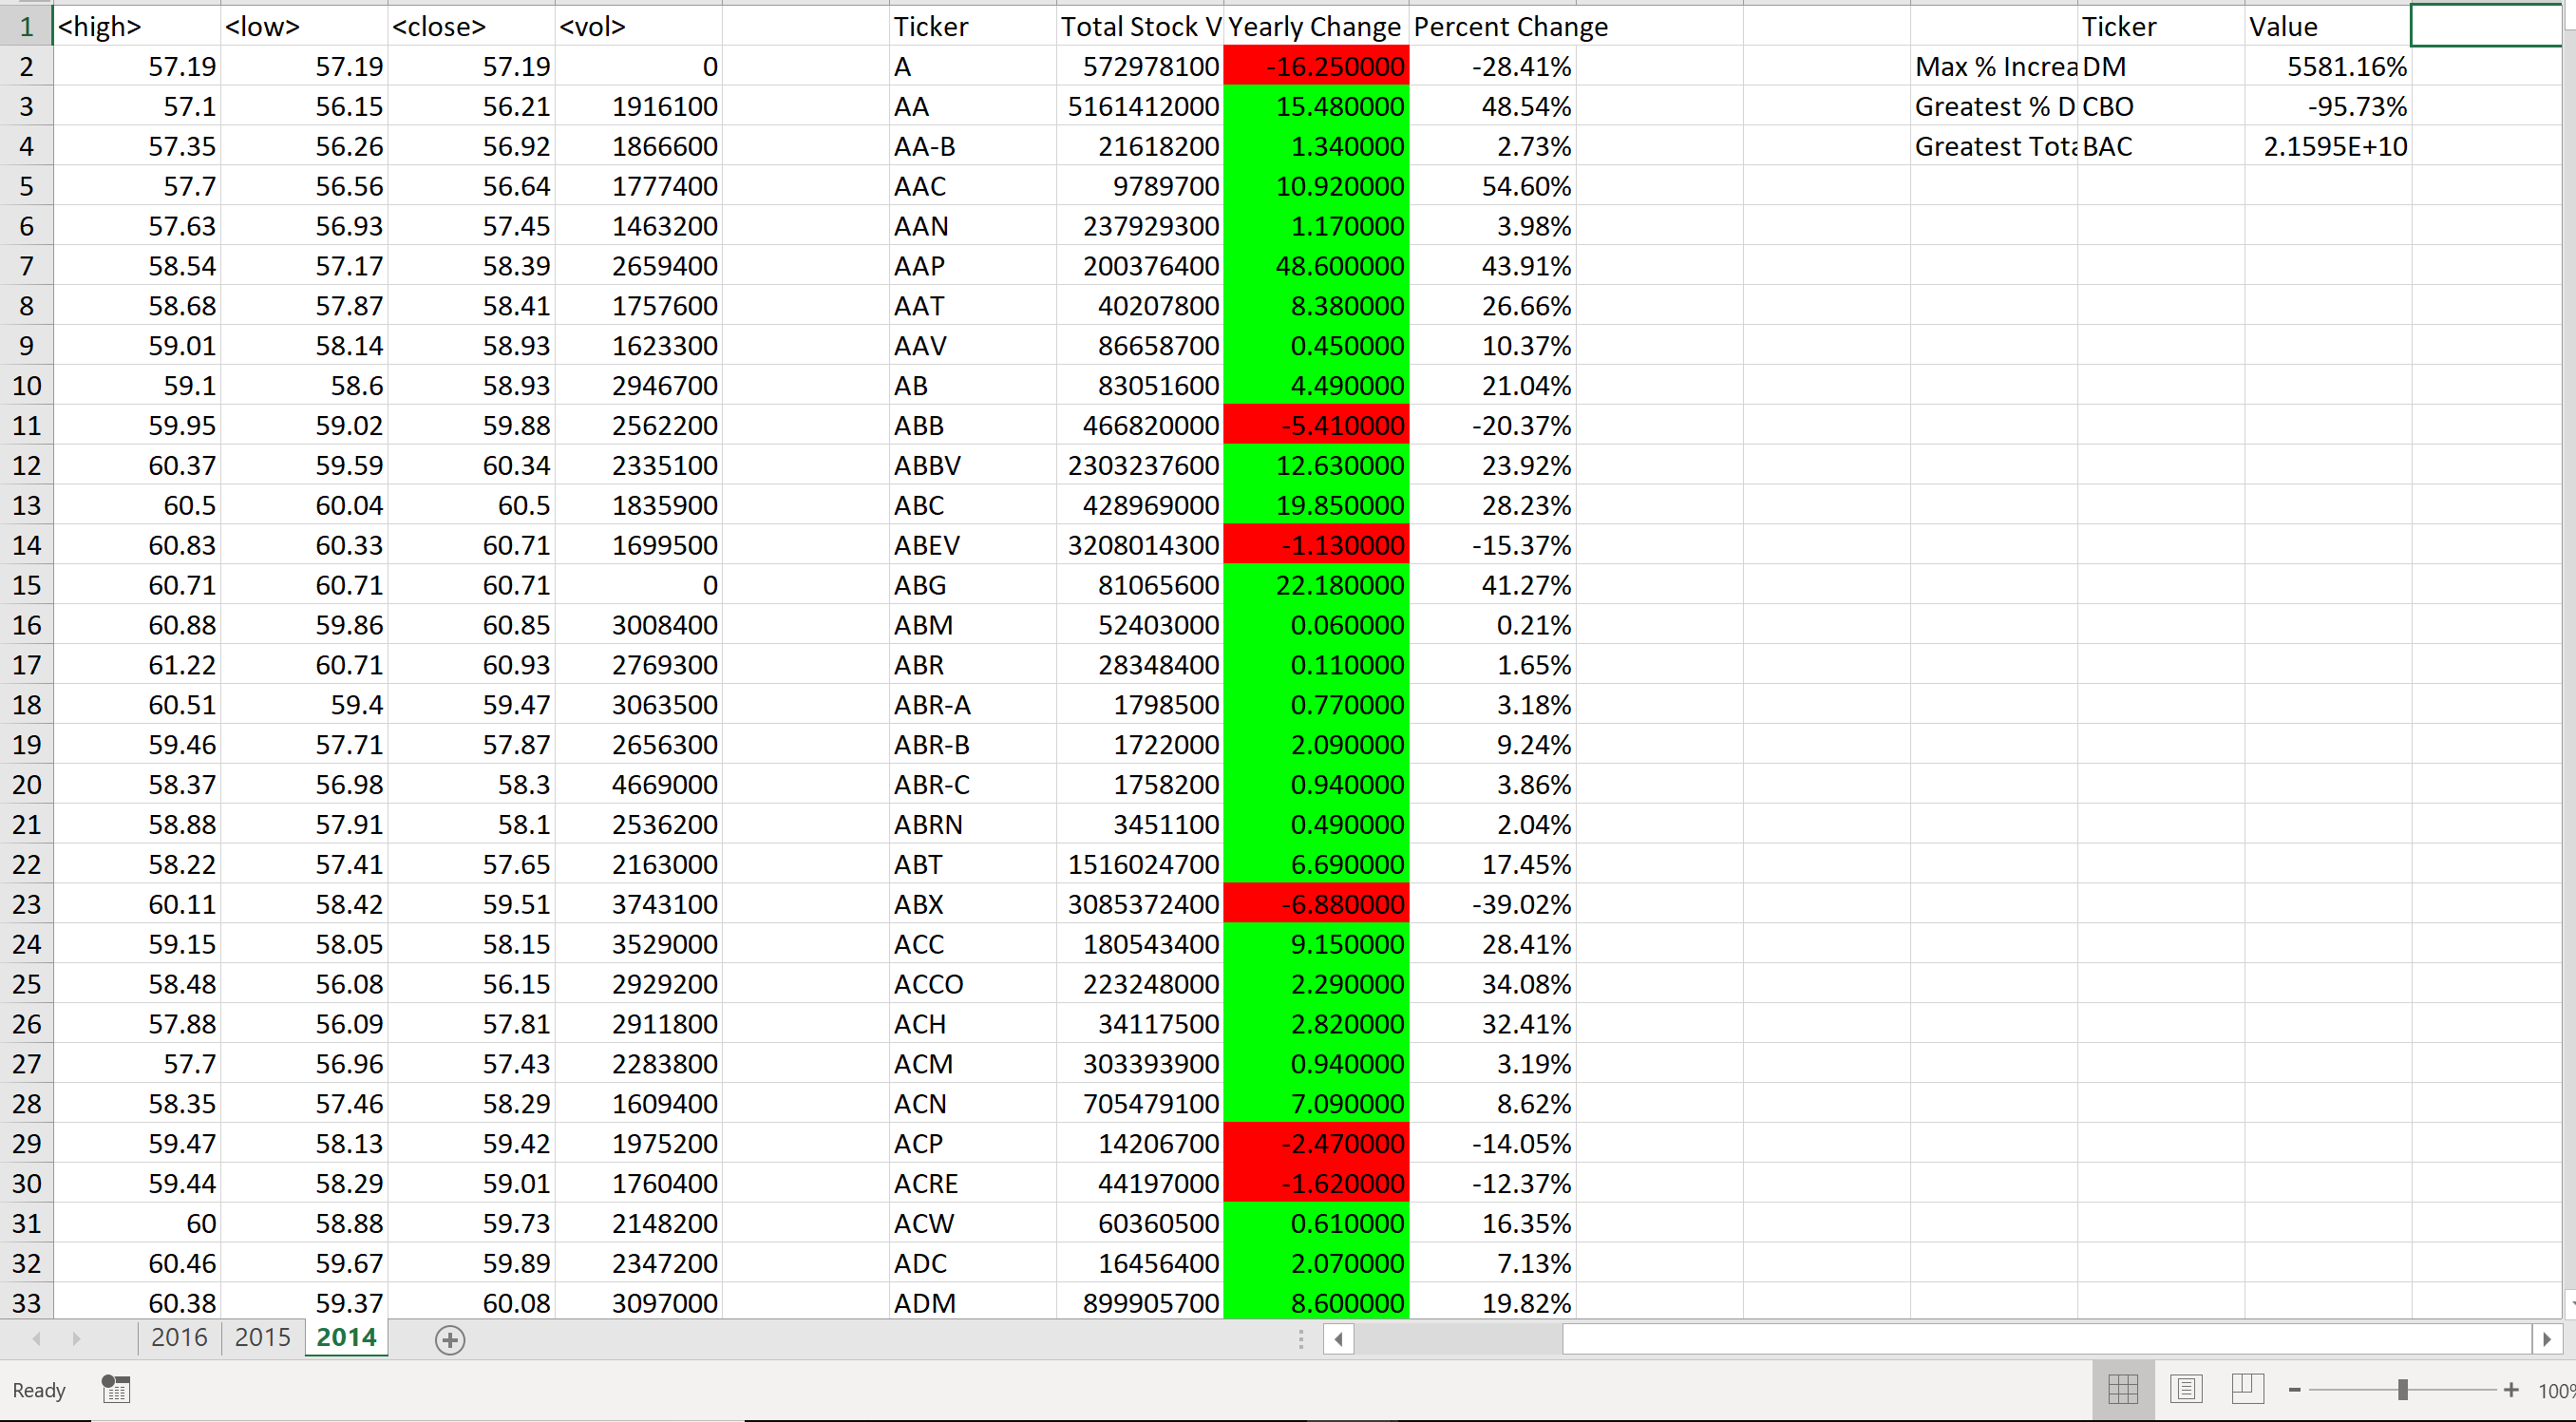 1 <high> <low> <close> <vol> Ticker Total Stock V Yearly Change Percent Change Ticker Value
2 57.19 57.19 57.19 0 A 572978100 -16.250000 -28.41% Max % Increa DM 5581.16%
3 57.1 56.15 56.21 1916100 AA 5161412000 15.480000 48.54% Greatest % D CBO -95.73%
4 57.35 56.26 56.92 1866600 AA-B 21618200 1.340000 2.73% Greatest Tota BAC 2.1595E+10
5 57.7 56.56 56.64 1777400 AAC 9789700 10.920000 54.60%
6 57.63 56.93 57.45 1463200 AAN 237929300 1.170000 3.98%
7 58.54 57.17 58.39 2659400 AAP 200376400 48.600000 43.91%
8 58.68 57.87 58.41 1757600 AAT 40207800 8.380000 26.66%
9 59.01 58.14 58.93 1623300 AAV 86658700 0.450000 10.37%
10 59.1 58.6 58.93 2946700 AB 83051600 4.490000 21.04%
11 59.95 59.02 59.88 2562200 ABB 466820000 -5.410000 -20.37%
12 60.37 59.59 60.34 2335100 ABBV 2303237600 12.630000 23.92%
13 60.5 60.04 60.5 1835900 ABC 428969000 19.850000 28.23%
14 60.83 60.33 60.71 1699500 ABEV 3208014300 -1.130000 -15.37%
15 60.71 60.71 60.71 0 ABG 81065600 22.180000 41.27%
16 60.88 59.86 60.85 3008400 ABM 52403000 0.060000 0.21%
17 61.22 60.71 60.93 2769300 ABR 28348400 0.110000 1.65%
18 60.51 59.4 59.47 3063500 ABR-A 1798500 0.770000 3.18%
19 59.46 57.71 57.87 2656300 ABR-B 1722000 2.090000 9.24%
20 58.37 56.98 58.3 4669000 ABR-C 1758200 0.940000 3.86%
21 58.88 57.91 58.1 2536200 ABRN 3451100 0.490000 2.04%
22 58.22 57.41 57.65 2163000 ABT 1516024700 6.690000 17.45%
23 60.11 58.42 59.51 3743100 ABX 3085372400 -6.880000 -39.02%
24 59.15 58.05 58.15 3529000 ACC 180543400 9.150000 28.41%
25 58.48 56.08 56.15 2929200 ACCO 223248000 2.290000 34.08%
26 57.88 56.09 57.81 2911800 ACH 34117500 2.820000 32.41%
27 57.7 56.96 57.43 2283800 ACM 303393900 0.940000 3.19%
28 58.35 57.46 58.29 1609400 ACN 705479100 7.090000 8.62%
29 59.47 58.13 59.42 1975200 ACP 14206700 -2.470000 -14.05%
30 59.44 58.29 59.01 1760400 ACRE 44197000 -1.620000 -12.37%
31 60 58.88 59.73 2148200 ACW 60360500 0.610000 16.35%
32 60.46 59.67 59.89 2347200 ADC 16456400 2.070000 7.13%
33 60.38 59.37 60.08 3097000 ADM 899905700 8.600000 19.82%
2016 2015 2014
Ready 100%